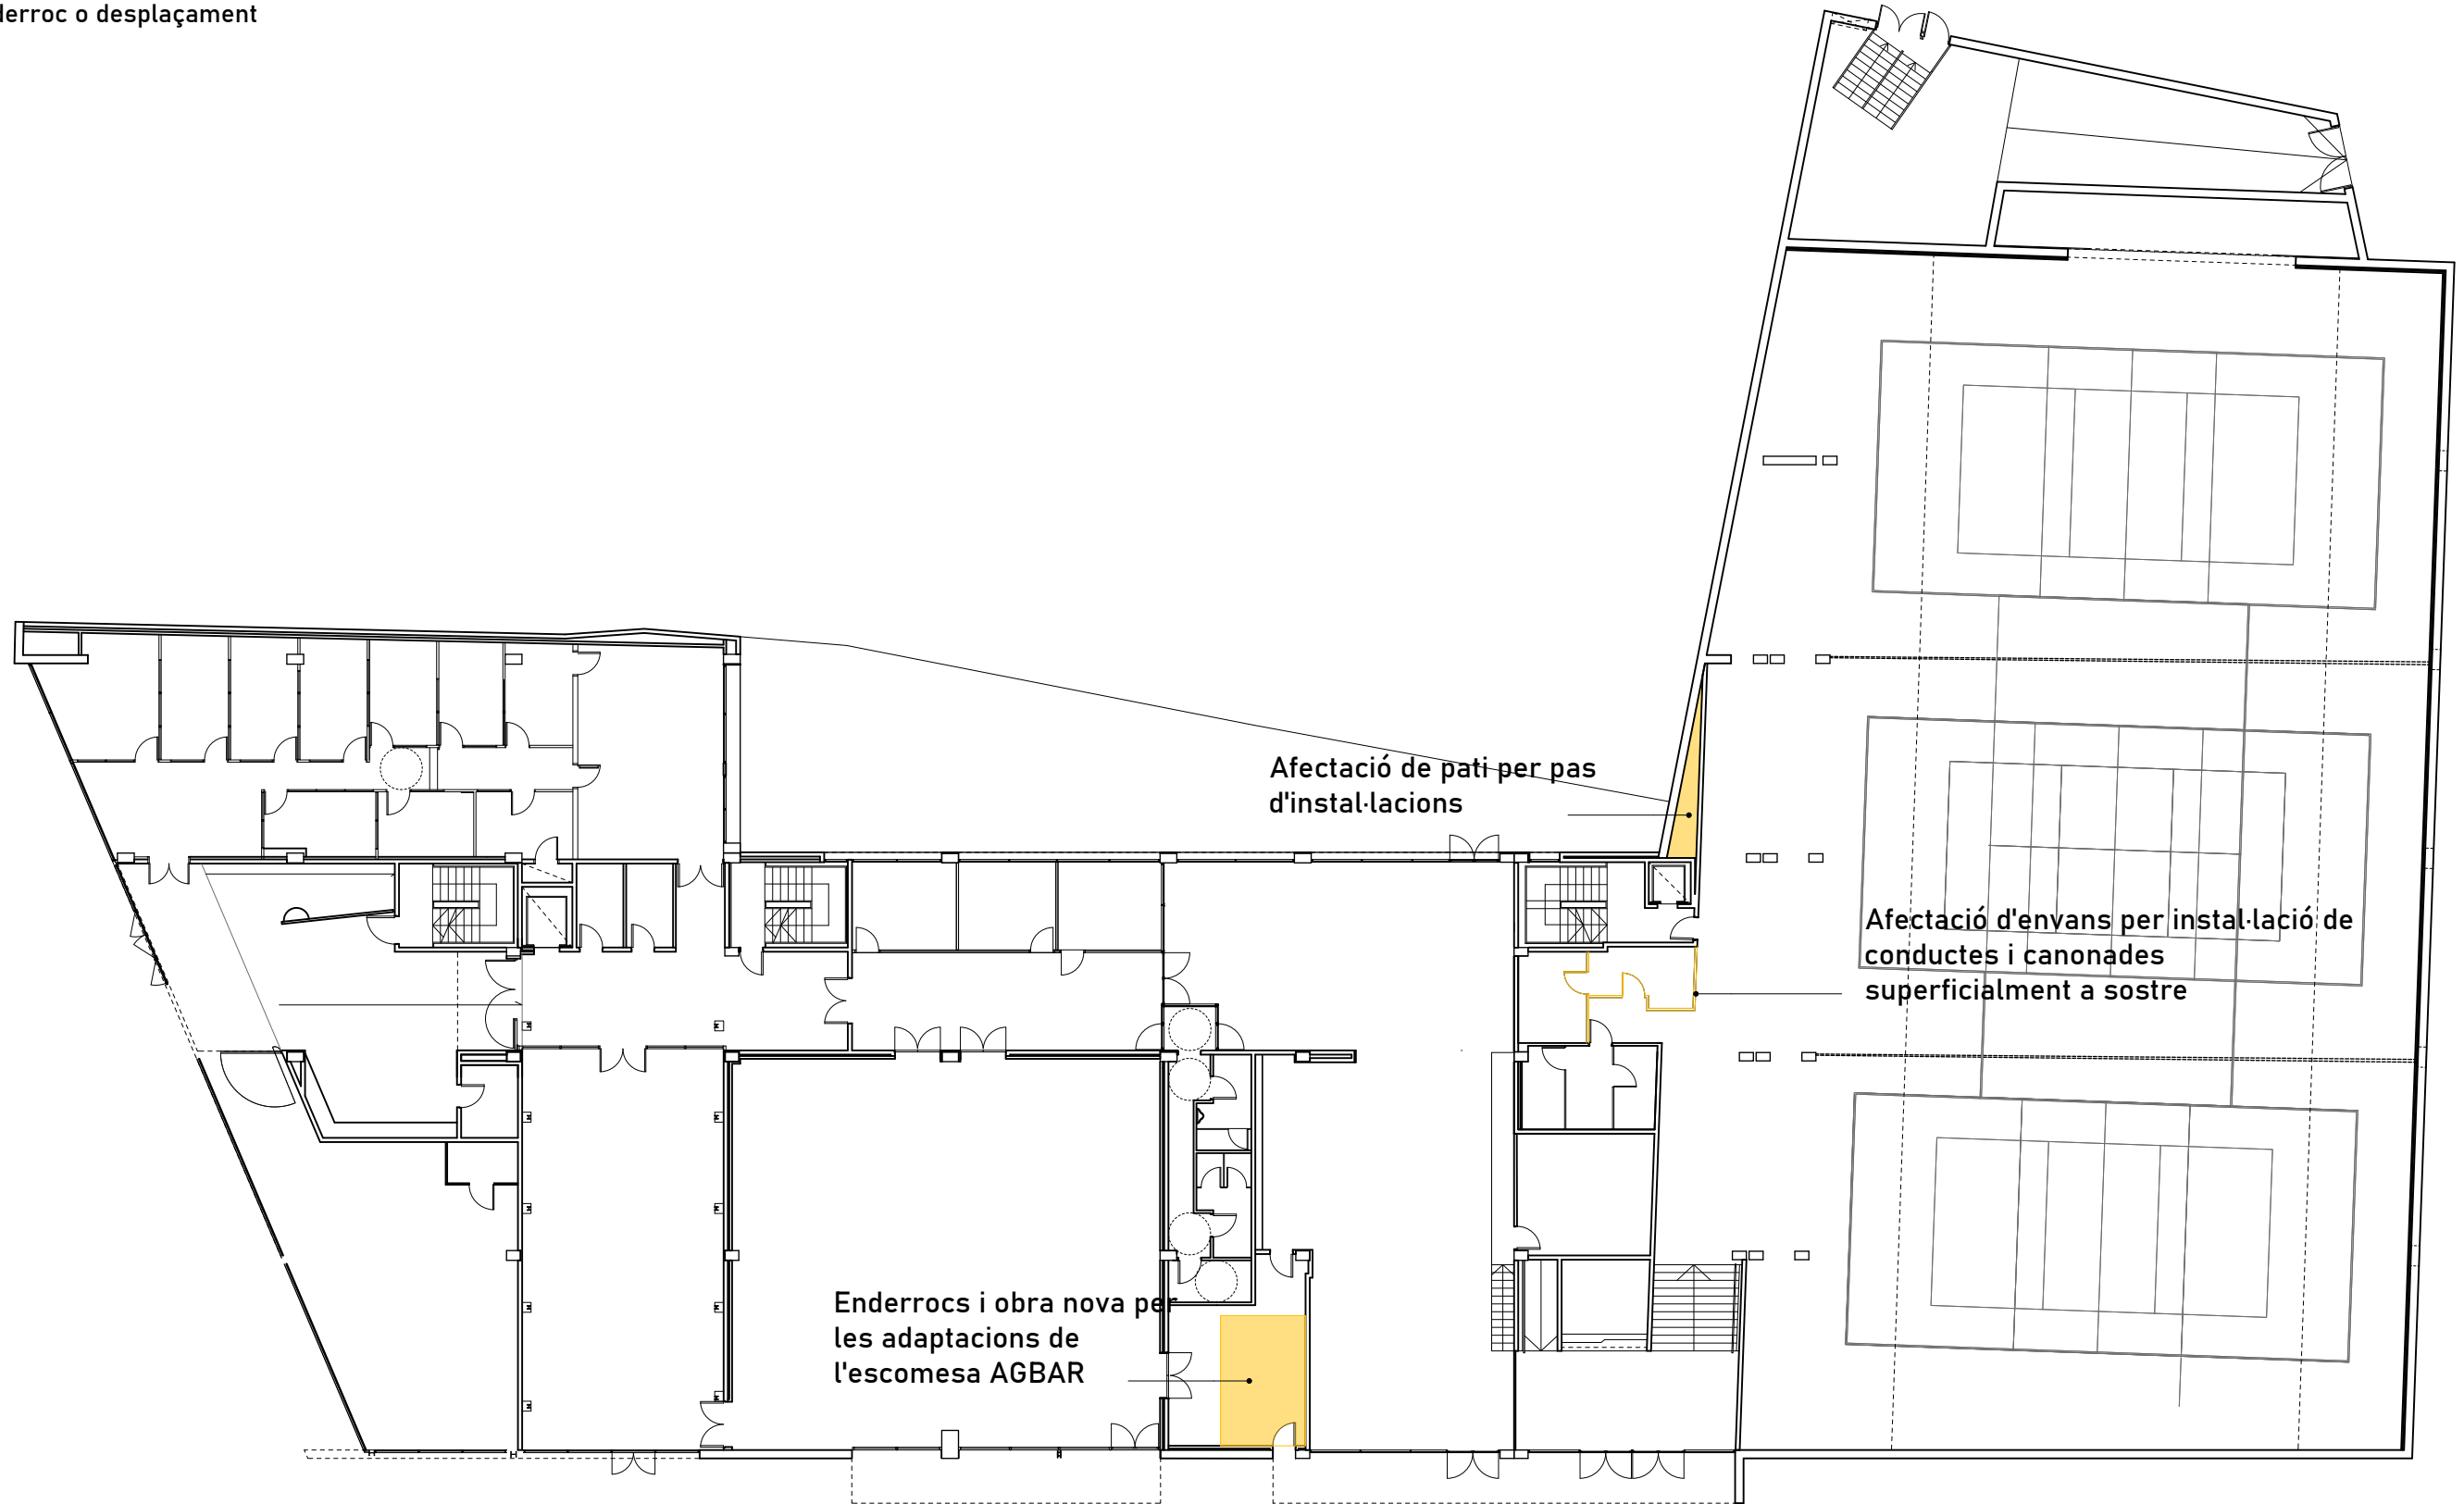 o desplaçament
Afectació de pati per pas
d'instal·lacions
Afectació d'envans per instal·lació de
conductes i canonades
superficialment a sostre
Enderrocs i obra nova per
les adaptacions de
l'escomesa AGBAR